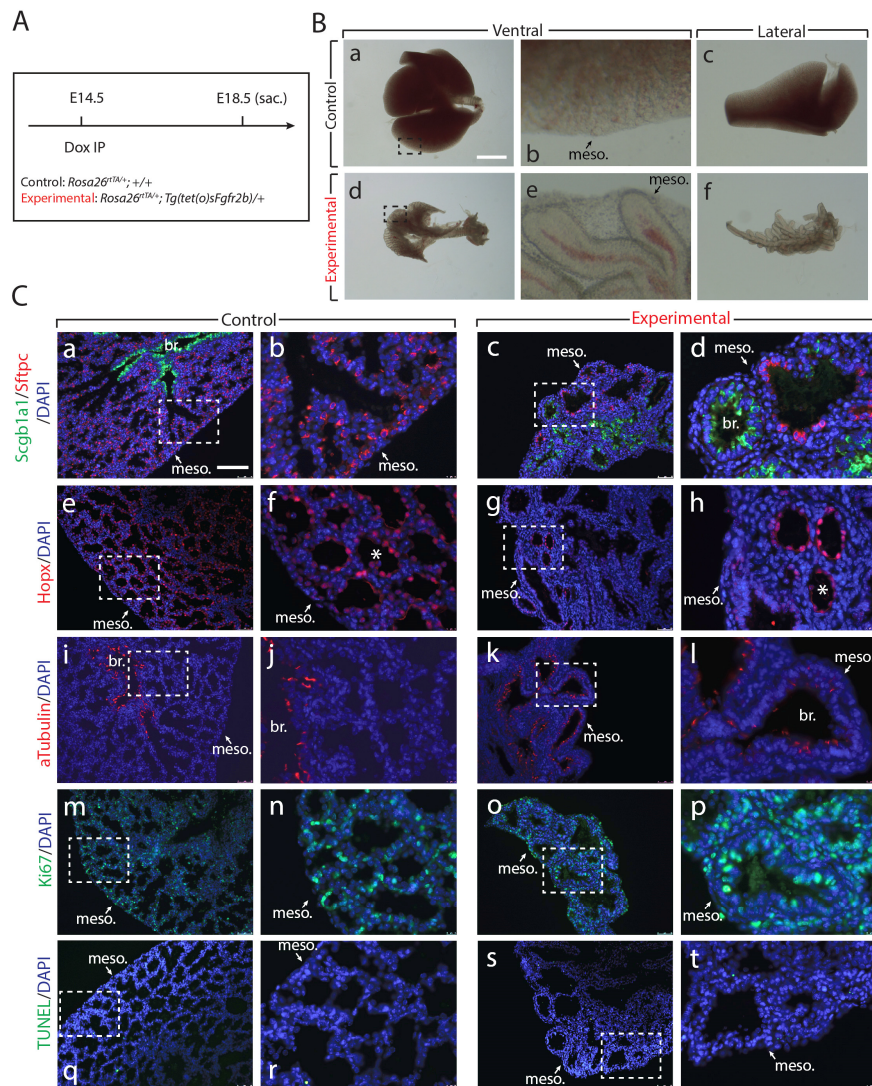 A
E14.5
E18.5 (sac.)
Dox IP
Control: Rosa26rtTA/+; +/+
Experimental: Rosa26rtTA/+; Tg(tet(o)sFgfr2b)/+
B
Ventral
Lateral
Control
a
b
meso.
c
Experimental
d
e
meso.
f
C
Control
Experimental
Scgb1a1/Sftpc
/DAPI
a
br.
meso.
b
meso.
c
meso.
d
meso.
br.
Hopx/DAPI
e
meso.
f
*
meso.
g
meso.
h
meso.
*
aTubulin/DAPI
i
br.
meso.
j
br.
k
meso.
l
meso
br.
Ki67/DAPI
m
meso.
n
meso.
o
meso.
p
meso.
TUNEL/DAPI
q
meso.
r
meso.
s
meso.
t
meso.